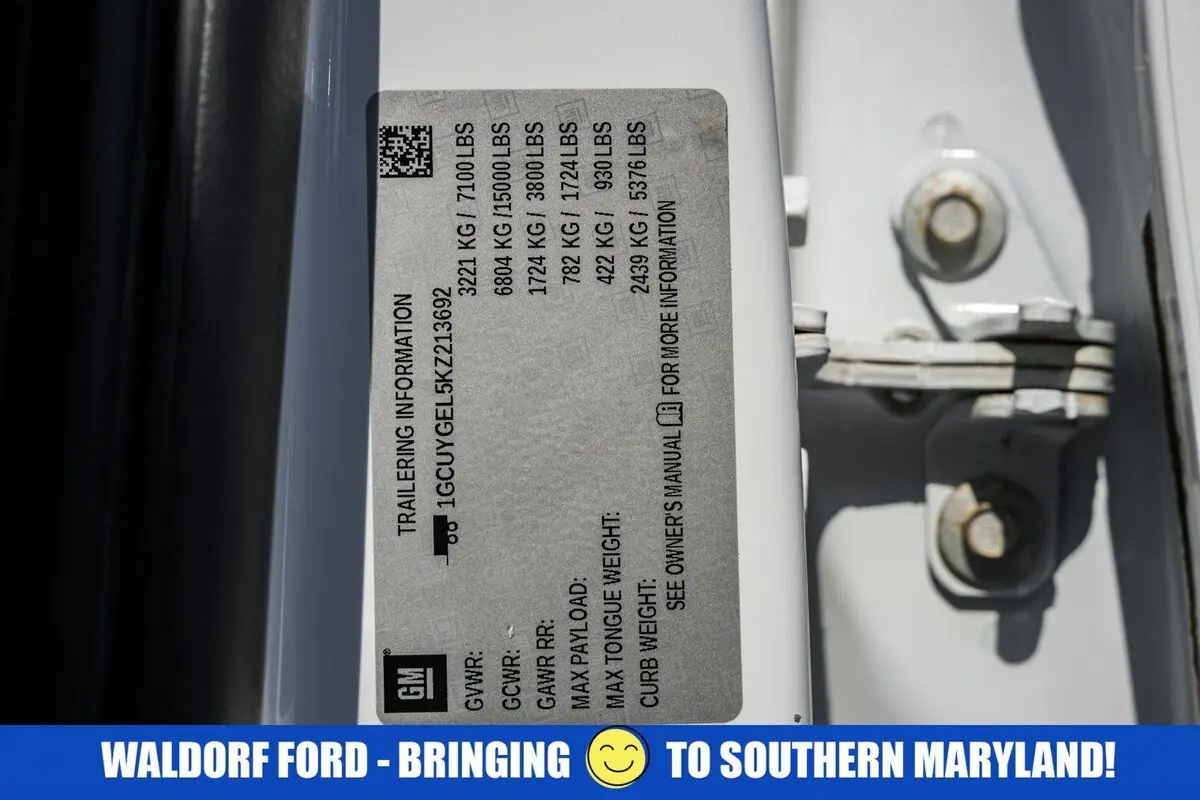 GM
TRAILERING INFORMATION
1GCUYGEL5KZ213692
GVWR: 3221 KG / 7100 LBS
GCWR: 6804 KG /15000 LBS
GAWR RR: 1724 KG / 3800 LBS
MAX PAYLOAD: 782 KG / 1724 LBS
MAX TONGUE WEIGHT: 422 KG / 930 LBS
CURB WEIGHT: 2439 KG / 5376 LBS
SEE OWNER'S MANUAL FOR MORE INFORMATION
WALDORF FORD - BRINGING TO SOUTHERN MARYLAND!